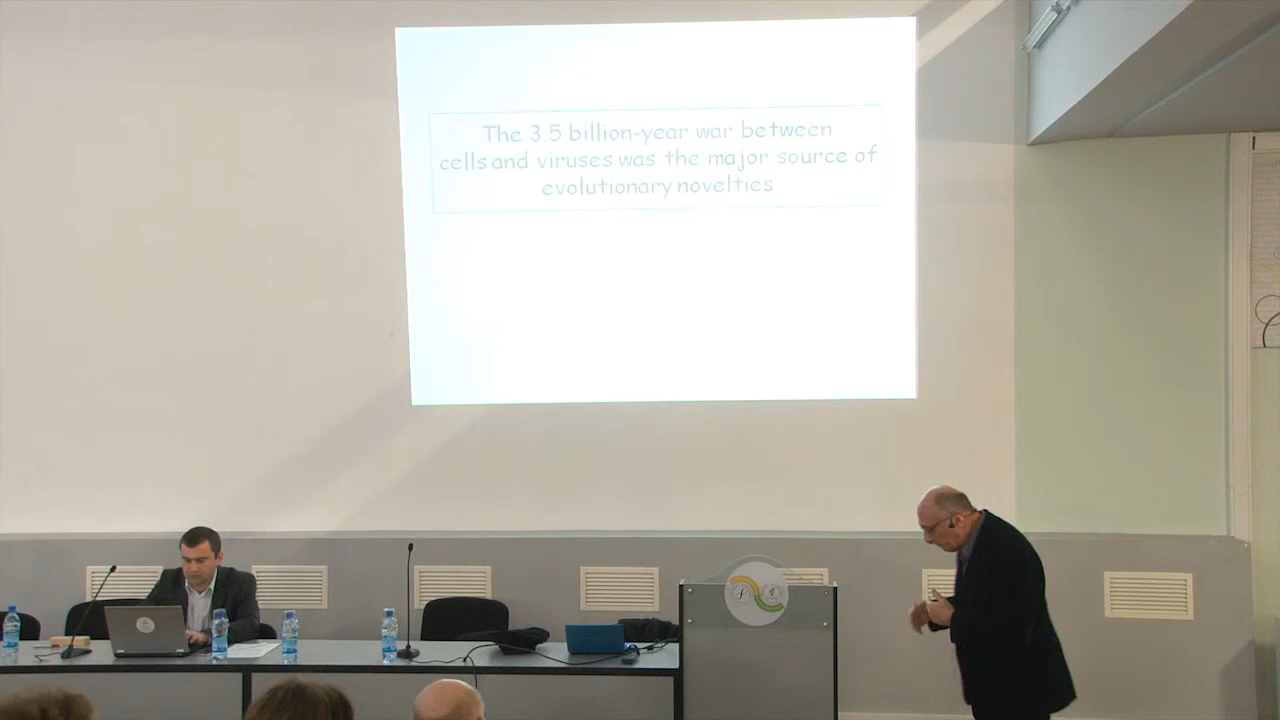 The 3.5 billion-year war between
cells and viruses was the major source of
evolutionary novelties